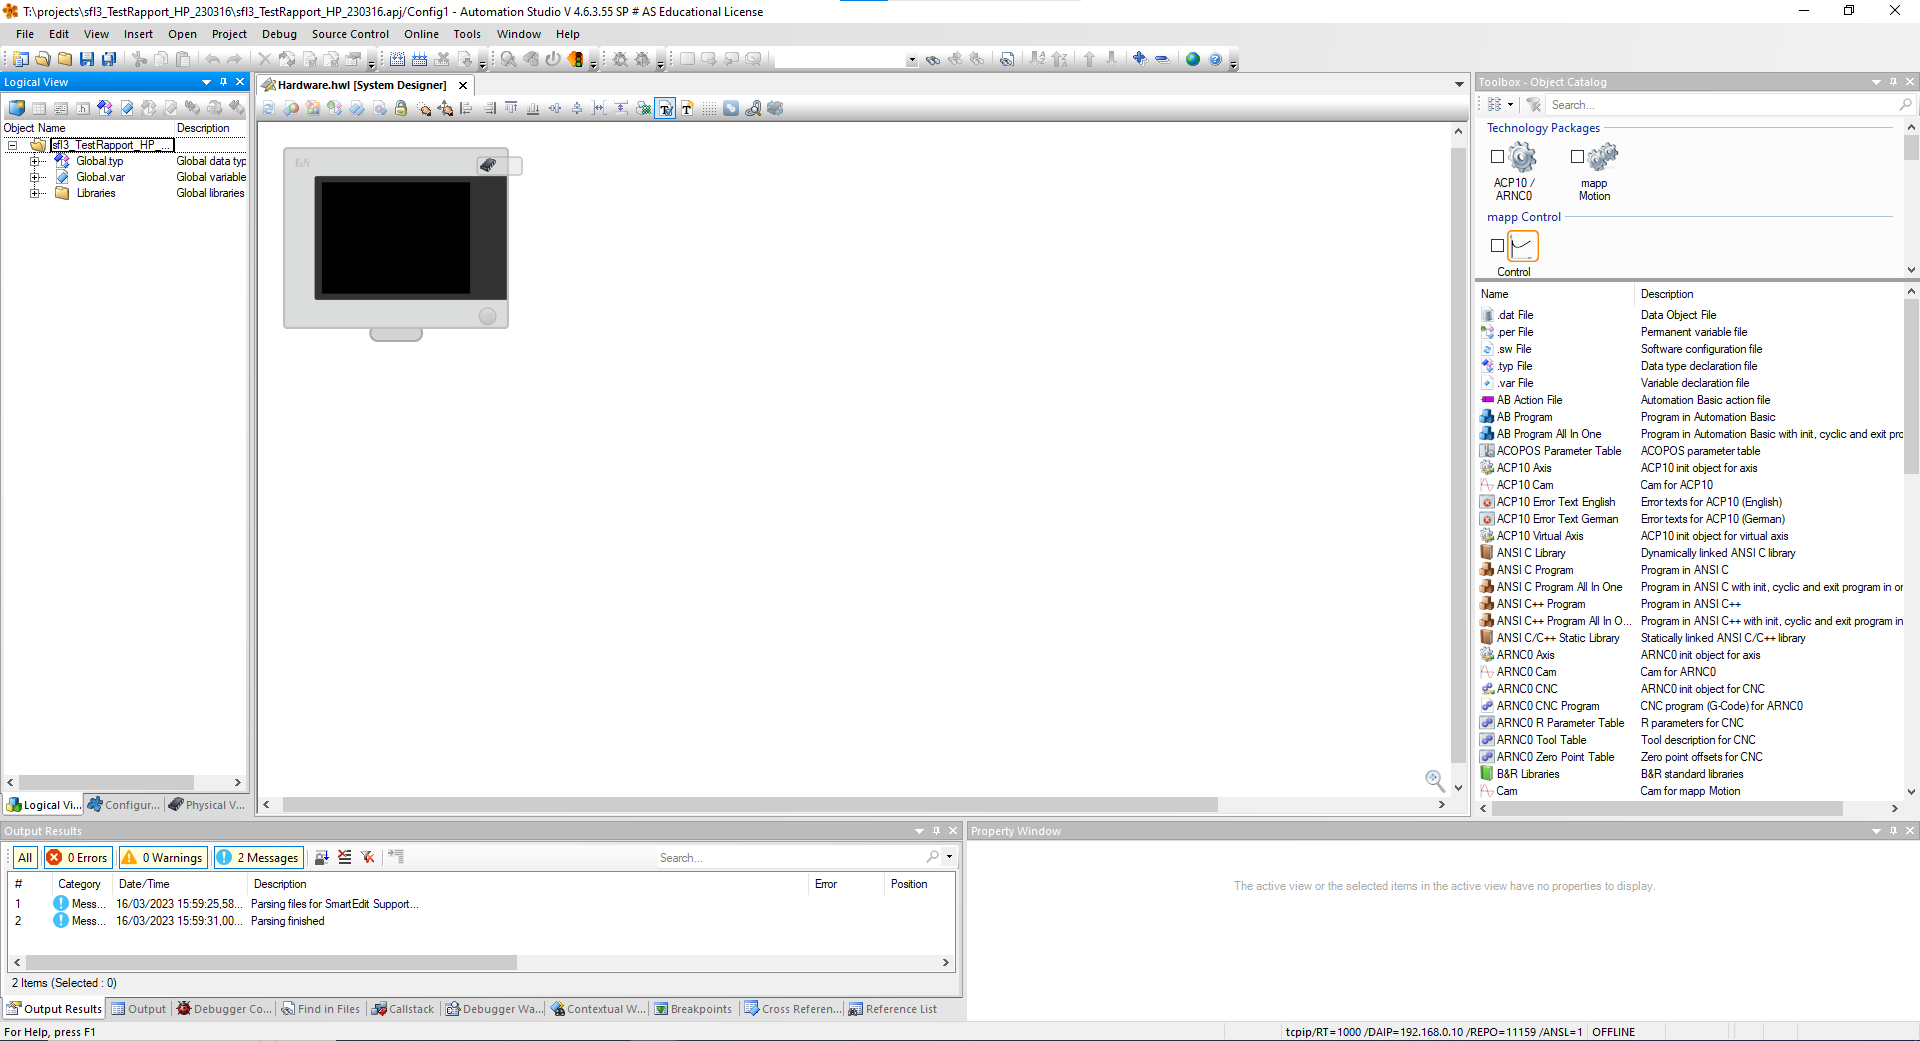 T:\projects\sfl3_TestRapport_HP_230316\sfl3_TestRapport_HP_230316.apj/Config1 - Automation Studio V 4.6.3.55 SP # AS Educational License
File Edit View Insert Open Project Debug Source Control Online Tools Window Help
Logical View
Hardware.hwl [System Designer]
Toolbox - Object Catalog
Search...
Object Name Description
sfl3_TestRapport_HP_...
Global.typ Global data typ
Global.var Global variable
Libraries Global libraries
Technology Packages
ACP10 / ARNC0
mapp Motion
mapp Control
Control
Name Description
.dat File Data Object File
.per File Permanent variable file
.sw File Software configuration file
.typ File Data type declaration file
.var File Variable declaration file
AB Action File Automation Basic action file
AB Program Program in Automation Basic
AB Program All In One Program in Automation Basic with init, cyclic and exit pro
ACOPOS Parameter Table ACOPOS parameter table
ACP10 Axis ACP10 init object for axis
ACP10 Cam Cam for ACP10
ACP10 Error Text English Error texts for ACP10 (English)
ACP10 Error Text German Error texts for ACP10 (German)
ACP10 Virtual Axis ACP10 init object for virtual axis
ANSI C Library Dynamically linked ANSI C library
ANSI C Program Program in ANSI C
ANSI C Program All In One Program in ANSI C with init, cyclic and exit program in or
ANSI C++ Program Program in ANSI C++
ANSI C++ Program All In O... Program in ANSI C++ with init, cyclic and exit program in
ANSI C/C++ Static Library Statically linked ANSI C/C++ library
ARNC0 Axis ARNC0 init object for axis
ARNC0 Cam Cam for ARNC0
ARNC0 CNC ARNC0 init object for CNC
ARNC0 CNC Program CNC program (G-Code) for ARNC0
ARNC0 R Parameter Table R parameters for CNC
ARNC0 Tool Table Tool description for CNC
ARNC0 Zero Point Table Zero point offsets for CNC
B&R Libraries B&R standard libraries
Cam Cam for mapp Motion
Logical Vi... Configur... Physical V...
Output Results
All 0 Errors 0 Warnings 2 Messages Search...
# Category Date/Time Description Error Position
1 Mess... 16/03/2023 15:59:25,58... Parsing files for SmartEdit Support...
2 Mess... 16/03/2023 15:59:31,00... Parsing finished
2 Items (Selected : 0)
Output Results Output Debugger Co... Find in Files Callstack Debugger Wa... Contextual W... Breakpoints Cross Referen... Reference List
Property Window
The active view or the selected items in the active view have no properties to display.
For Help, press F1
tcpip/RT=1000 /DAIP=192.168.0.10 /REPO=11159 /ANSL=1 OFFLINE